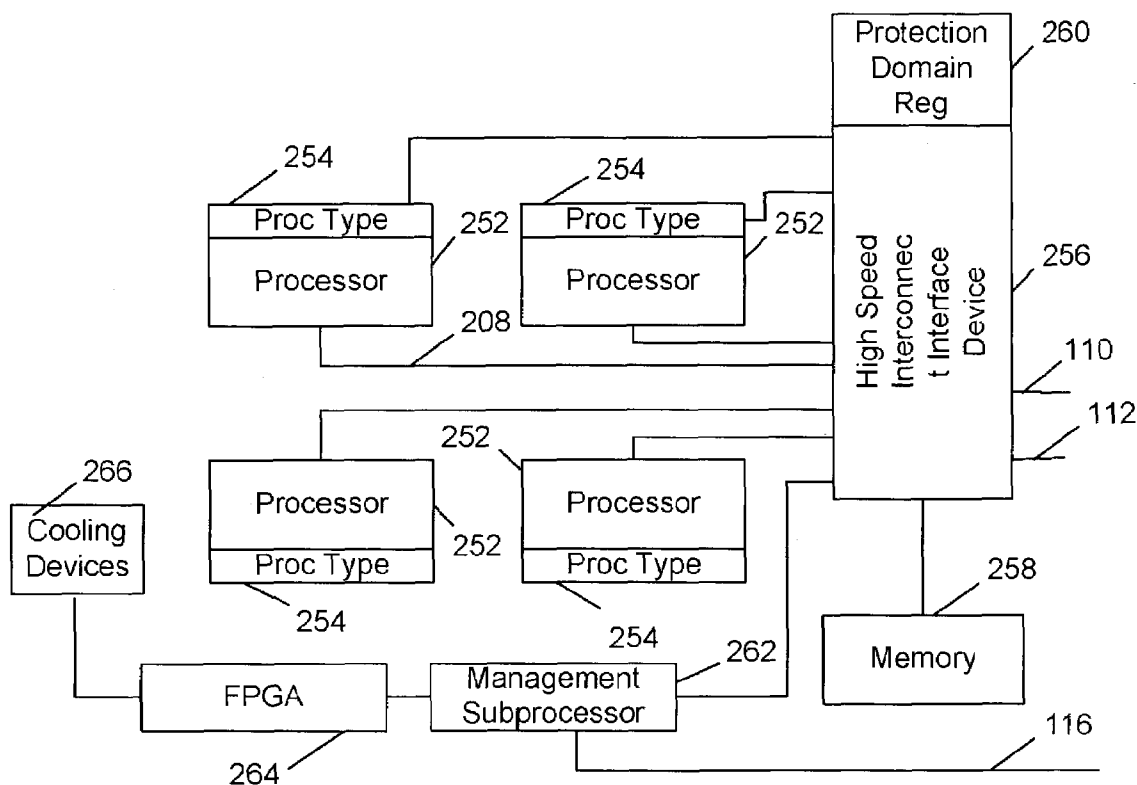 Protection
Domain
Reg
260
254
Proc Type
252
Processor
254
Proc Type
252
Processor
High Speed
Interconnec
t Interface
Device
256
208
110
112
252
Processor
252
Proc Type
254
Processor
Proc Type
254
266
Cooling
Devices
258
Memory
262
Management
Subprocessor
FPGA
264
116